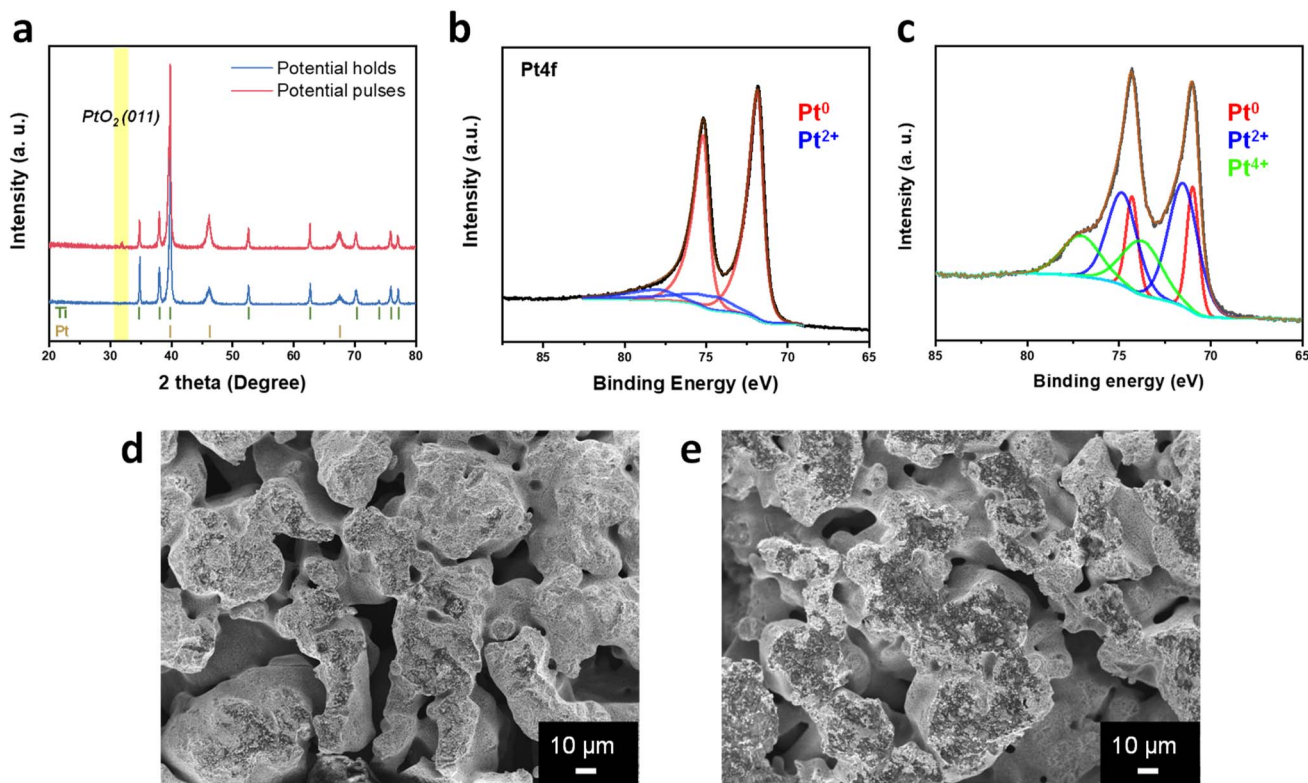 a
Intensity (a. u.)
PtO₂(011)
Potential holds
Potential pulses
Ti
Pt
20 30 40 50 60 70 80
2 theta (Degree)
b
Intensity (a.u.)
Pt4f
Pt⁰
Pt²⁺
85 80 75 70 65
Binding Energy (eV)
c
Intensity (a. u.)
Pt⁰
Pt²⁺
Pt⁴⁺
85 80 75 70 65
Binding energy (eV)
d
10 µm
e
10 µm